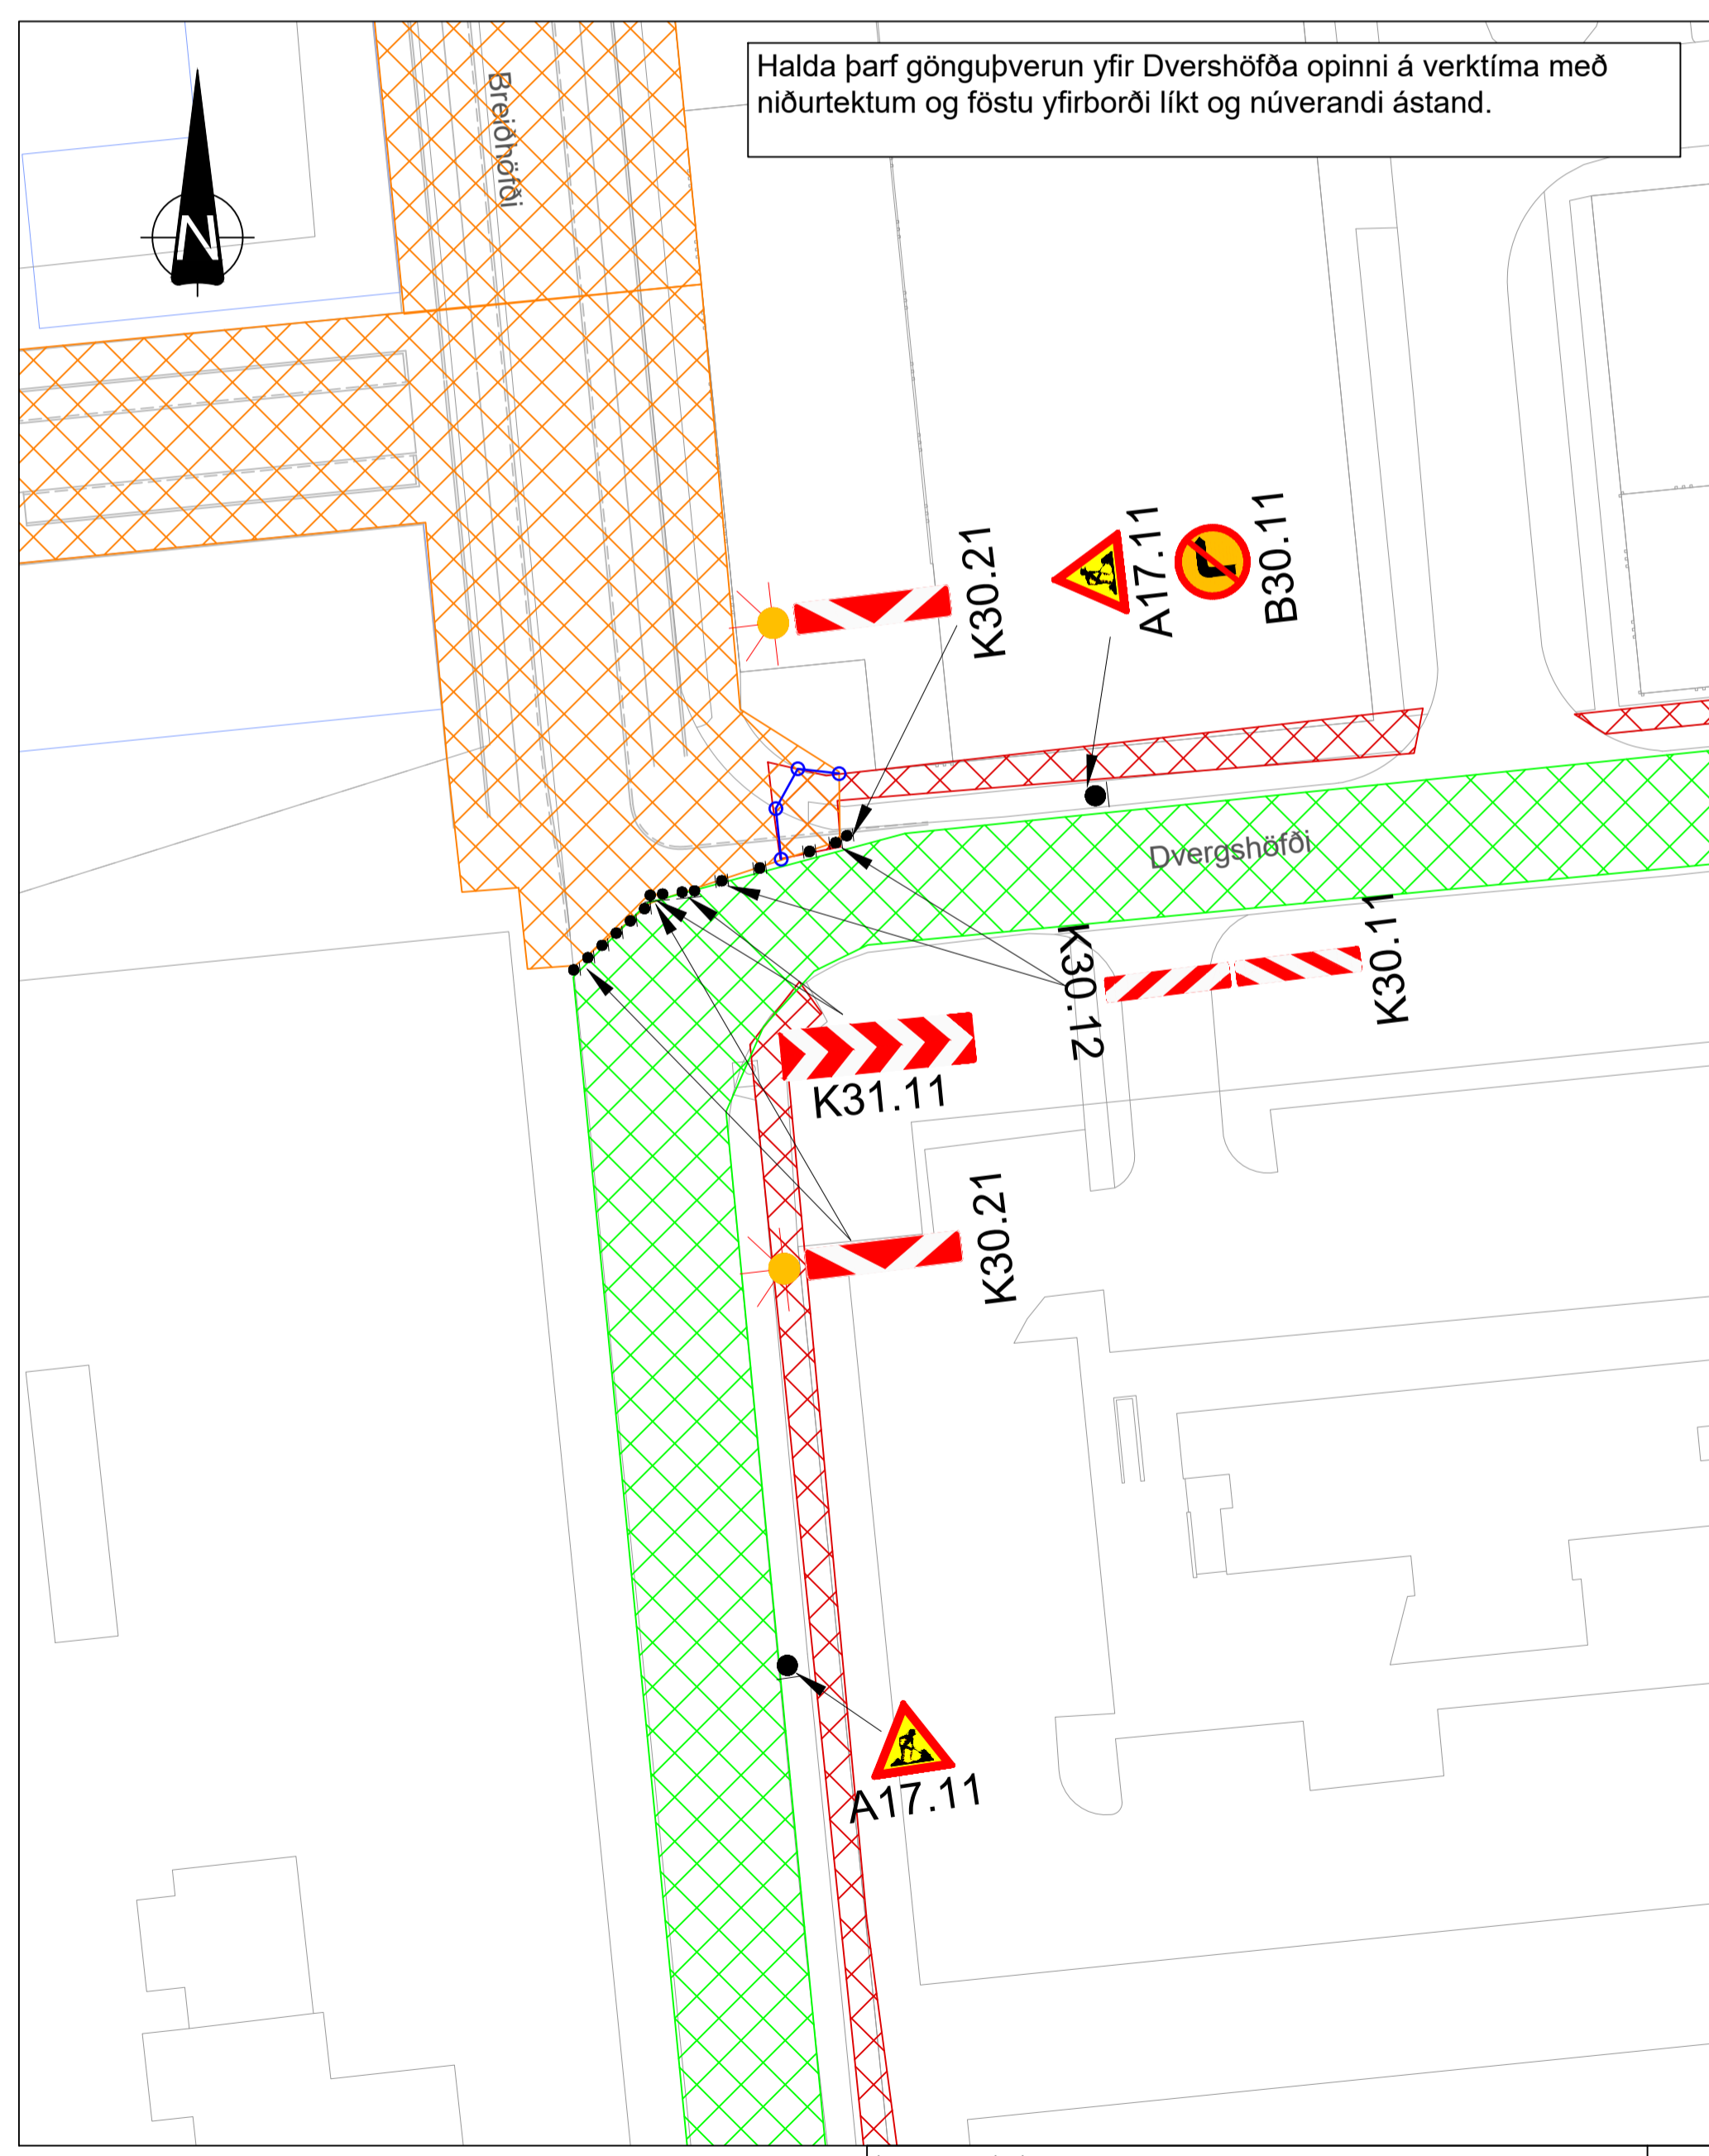 Halda þarf gönguþverun yfir Dvershöfða opinni á verktíma með
niðurtektum og föstu yfirborði líkt og núverandi ástand.
Breiðhöfði
N
K30.21
A17.11
B30.11
Dvergshöfði
K30.12
K30.11
K31.11
K30.21
A17.11